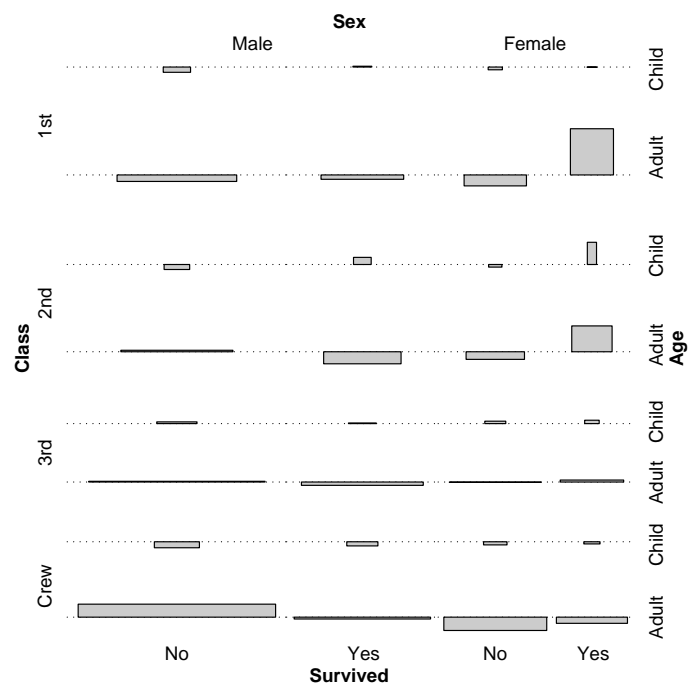 Sex
Male Female
Child
1st
Adult
Child
2nd
Adult
Class
Age
Child
3rd
Adult
Child
Crew
Adult
No Yes No Yes
Survived